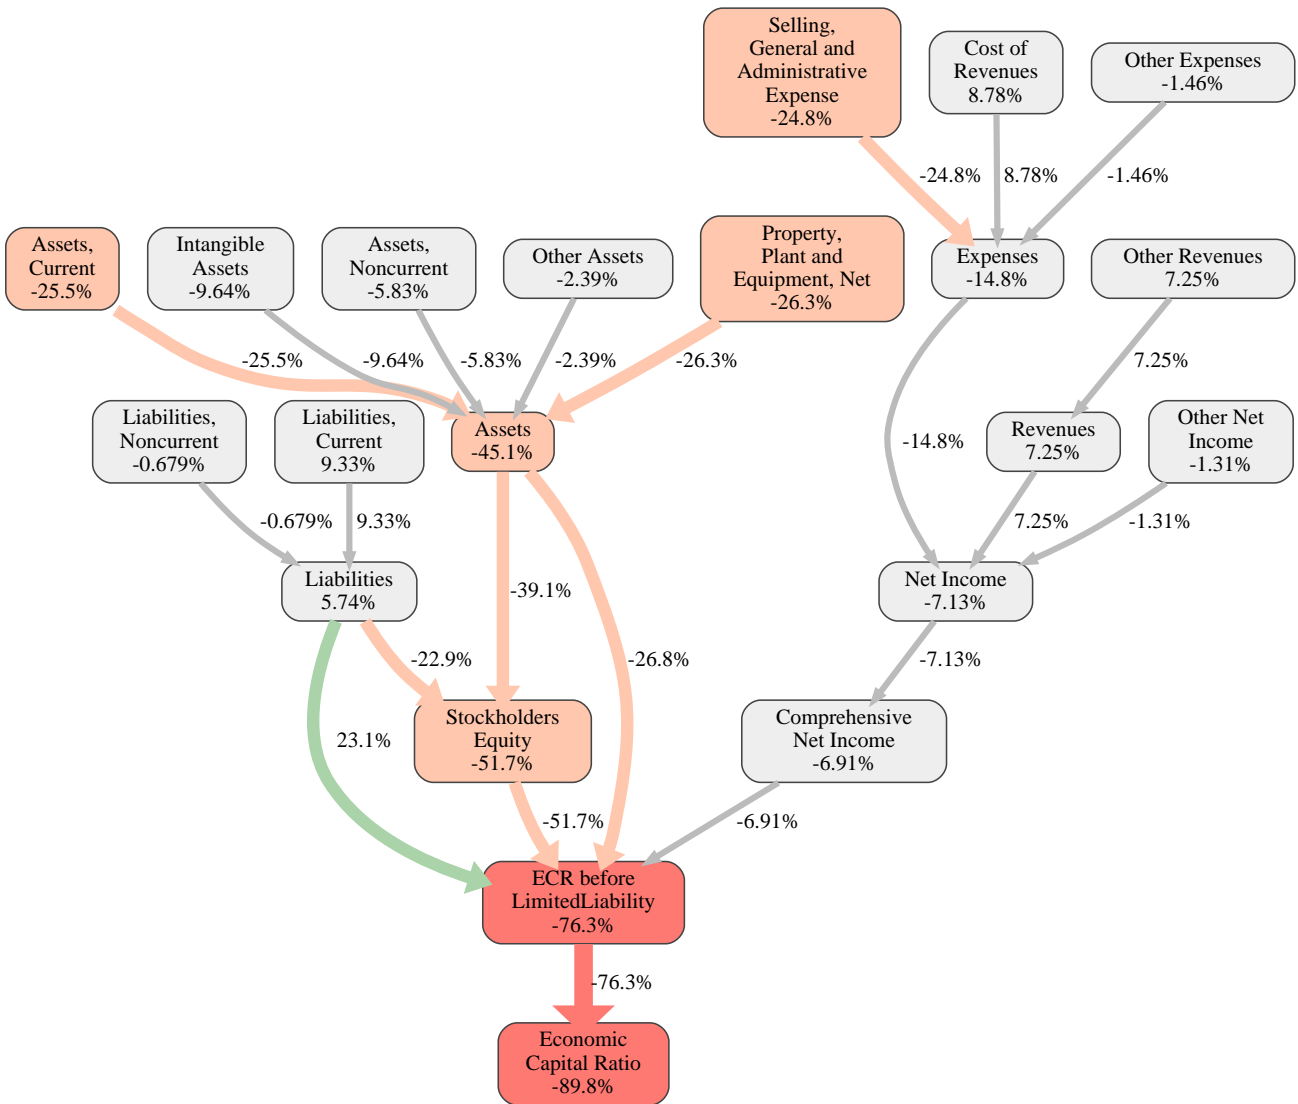 Selling,
General and
Administrative
Expense
-24.8%
Cost of
Revenues
8.78%
Other Expenses
-1.46%
-24.8%
8.78%
-1.46%
Assets,
Current
-25.5%
Intangible
Assets
-9.64%
Assets,
Noncurrent
-5.83%
Other Assets
-2.39%
Property,
Plant and
Equipment, Net
-26.3%
Expenses
-14.8%
Other Revenues
7.25%
-25.5%
-9.64%
-5.83%
-2.39%
-26.3%
7.25%
Liabilities,
Noncurrent
-0.679%
Liabilities,
Current
9.33%
Assets
-45.1%
-14.8%
Revenues
7.25%
Other Net
Income
-1.31%
-0.679%
9.33%
7.25%
-1.31%
Liabilities
5.74%
-39.1%
Net Income
-7.13%
-22.9%
-26.8%
-7.13%
23.1%
Stockholders
Equity
-51.7%
Comprehensive
Net Income
-6.91%
-51.7%
-6.91%
ECR before
LimitedLiability
-76.3%
-76.3%
Economic
Capital Ratio
-89.8%